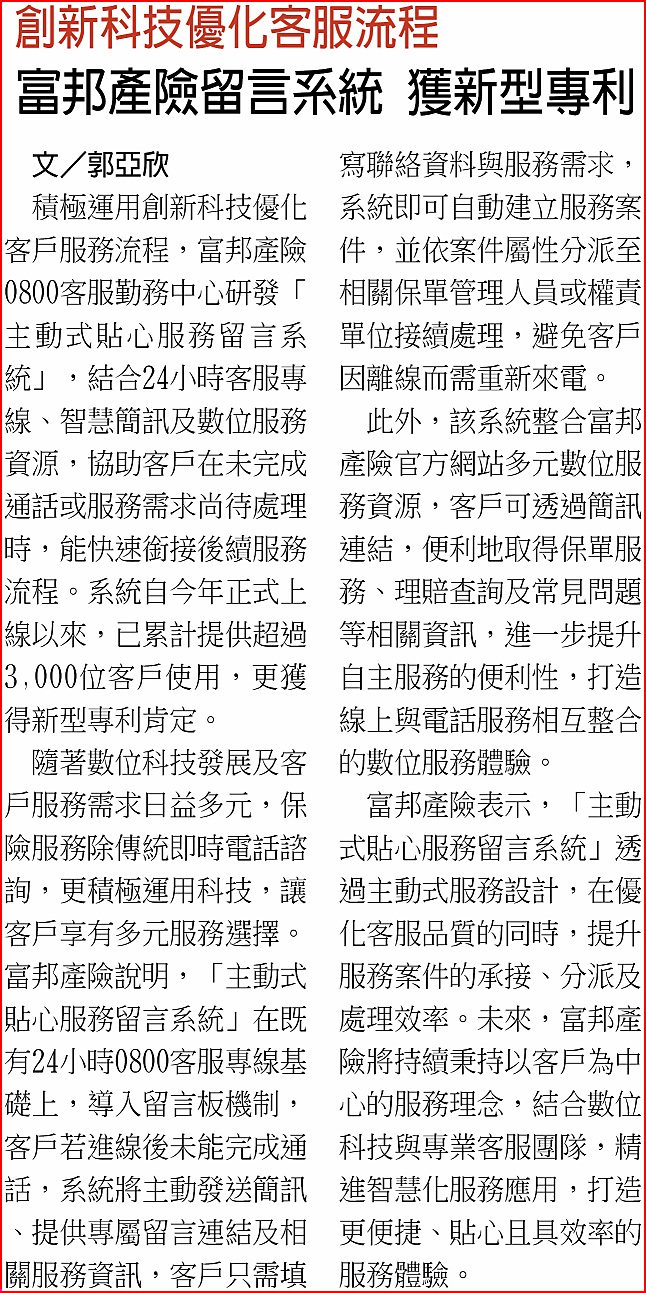 創新科技優化客服流程
富邦產險留言系統 獲新型專利
文／郭亞欣
積極運用創新科技優化
客戶服務流程，富邦產險
0800客服勤務中心研發「
主動式貼心服務留言系
統」，結合24小時客服專
線、智慧簡訊及數位服務
資源，協助客戶在未完成
通話或服務需求尚待處理
時，能快速銜接後續服務
流程。系統自今年正式上
線以來，已累計提供超過
3,000位客戶使用，更獲
得新型專利肯定。
隨著數位科技發展及客
戶服務需求日益多元，保
險服務除傳統即時電話諮
詢，更積極運用科技，讓
客戶享有多元服務選擇。
富邦產險說明，「主動式
貼心服務留言系統」在既
有24小時0800客服專線基
礎上，導入留言板機制，
客戶若進線後未能完成通
話，系統將主動發送簡訊
、提供專屬留言連結及相
關服務資訊，客戶只需填
寫聯絡資料與服務需求，
系統即可自動建立服務案
件，並依案件屬性分派至
相關保單管理人員或權責
單位接續處理，避免客戶
因離線而需重新來電。
此外，該系統整合富邦
產險官方網站多元數位服
務資源，客戶可透過簡訊
連結，便利地取得保單服
務、理賠查詢及常見問題
等相關資訊，進一步提升
自主服務的便利性，打造
線上與電話服務相互整合
的數位服務體驗。
富邦產險表示，「主動
式貼心服務留言系統」透
過主動式服務設計，在優
化客服品質的同時，提升
服務案件的承接、分派及
處理效率。未來，富邦產
險將持續秉持以客戶為中
心的服務理念，結合數位
科技與專業客服團隊，精
進智慧化服務應用，打造
更便捷、貼心且具效率的
服務體驗。